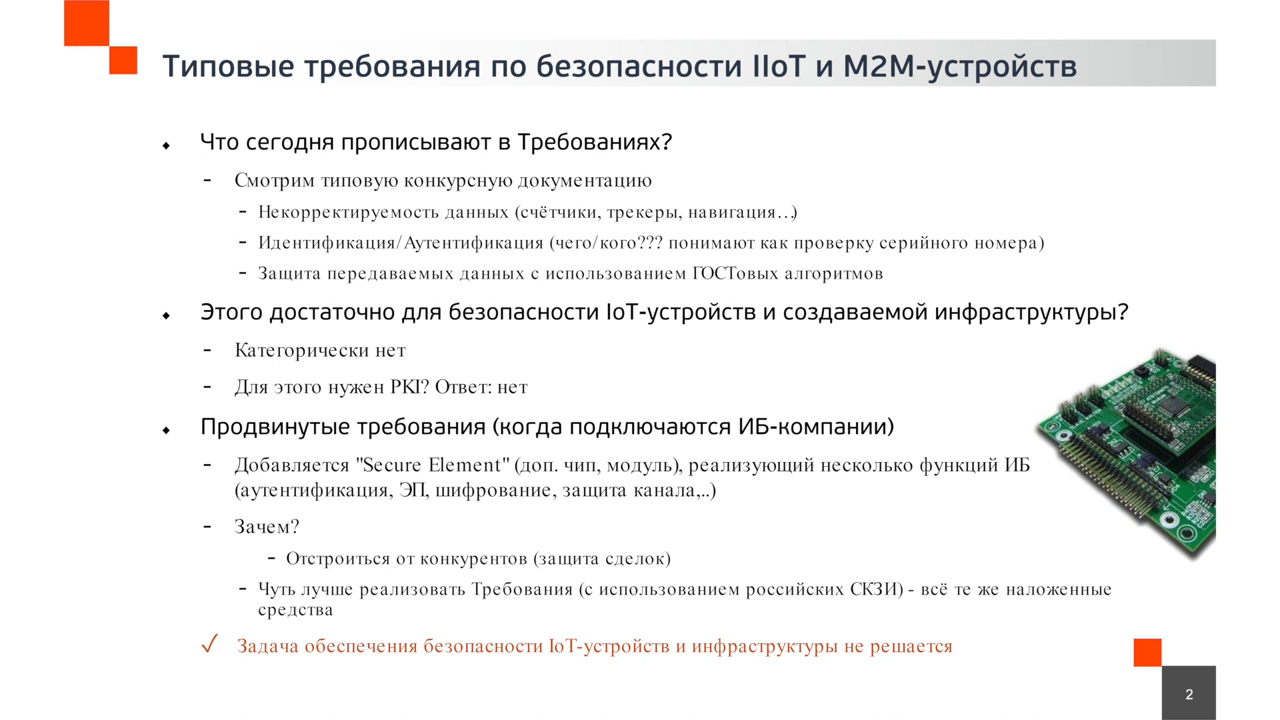 Типовые требования по безопасности IIoT и M2M-устройств
Что сегодня прописывают в Требованиях?
- Смотрим типовую конкурсную документацию
- Некорректируемость данных (счётчики, трекеры, навигация...)
- Идентификация/Аутентификация (чего/кого??? понимают как проверку серийного номера)
- Защита передаваемых данных с использованием ГОСТовых алгоритмов
Этого достаточно для безопасности IoT-устройств и создаваемой инфраструктуры?
- Категорически нет
- Для этого нужен PKI? Ответ: нет
Продвинутые требования (когда подключаются ИБ-компании)
- Добавляется "Secure Element" (доп. чип, модуль), реализующий несколько функций ИБ
(аутентификация, ЭП, шифрование, защита канала,..)
- Зачем?
- Отстроиться от конкурентов (защита сделок)
- Чуть лучше реализовать Требования (с использованием российских СКЗИ) - всё те же наложенные
средства
✓ Задача обеспечения безопасности IoT-устройств и инфраструктуры не решается
2